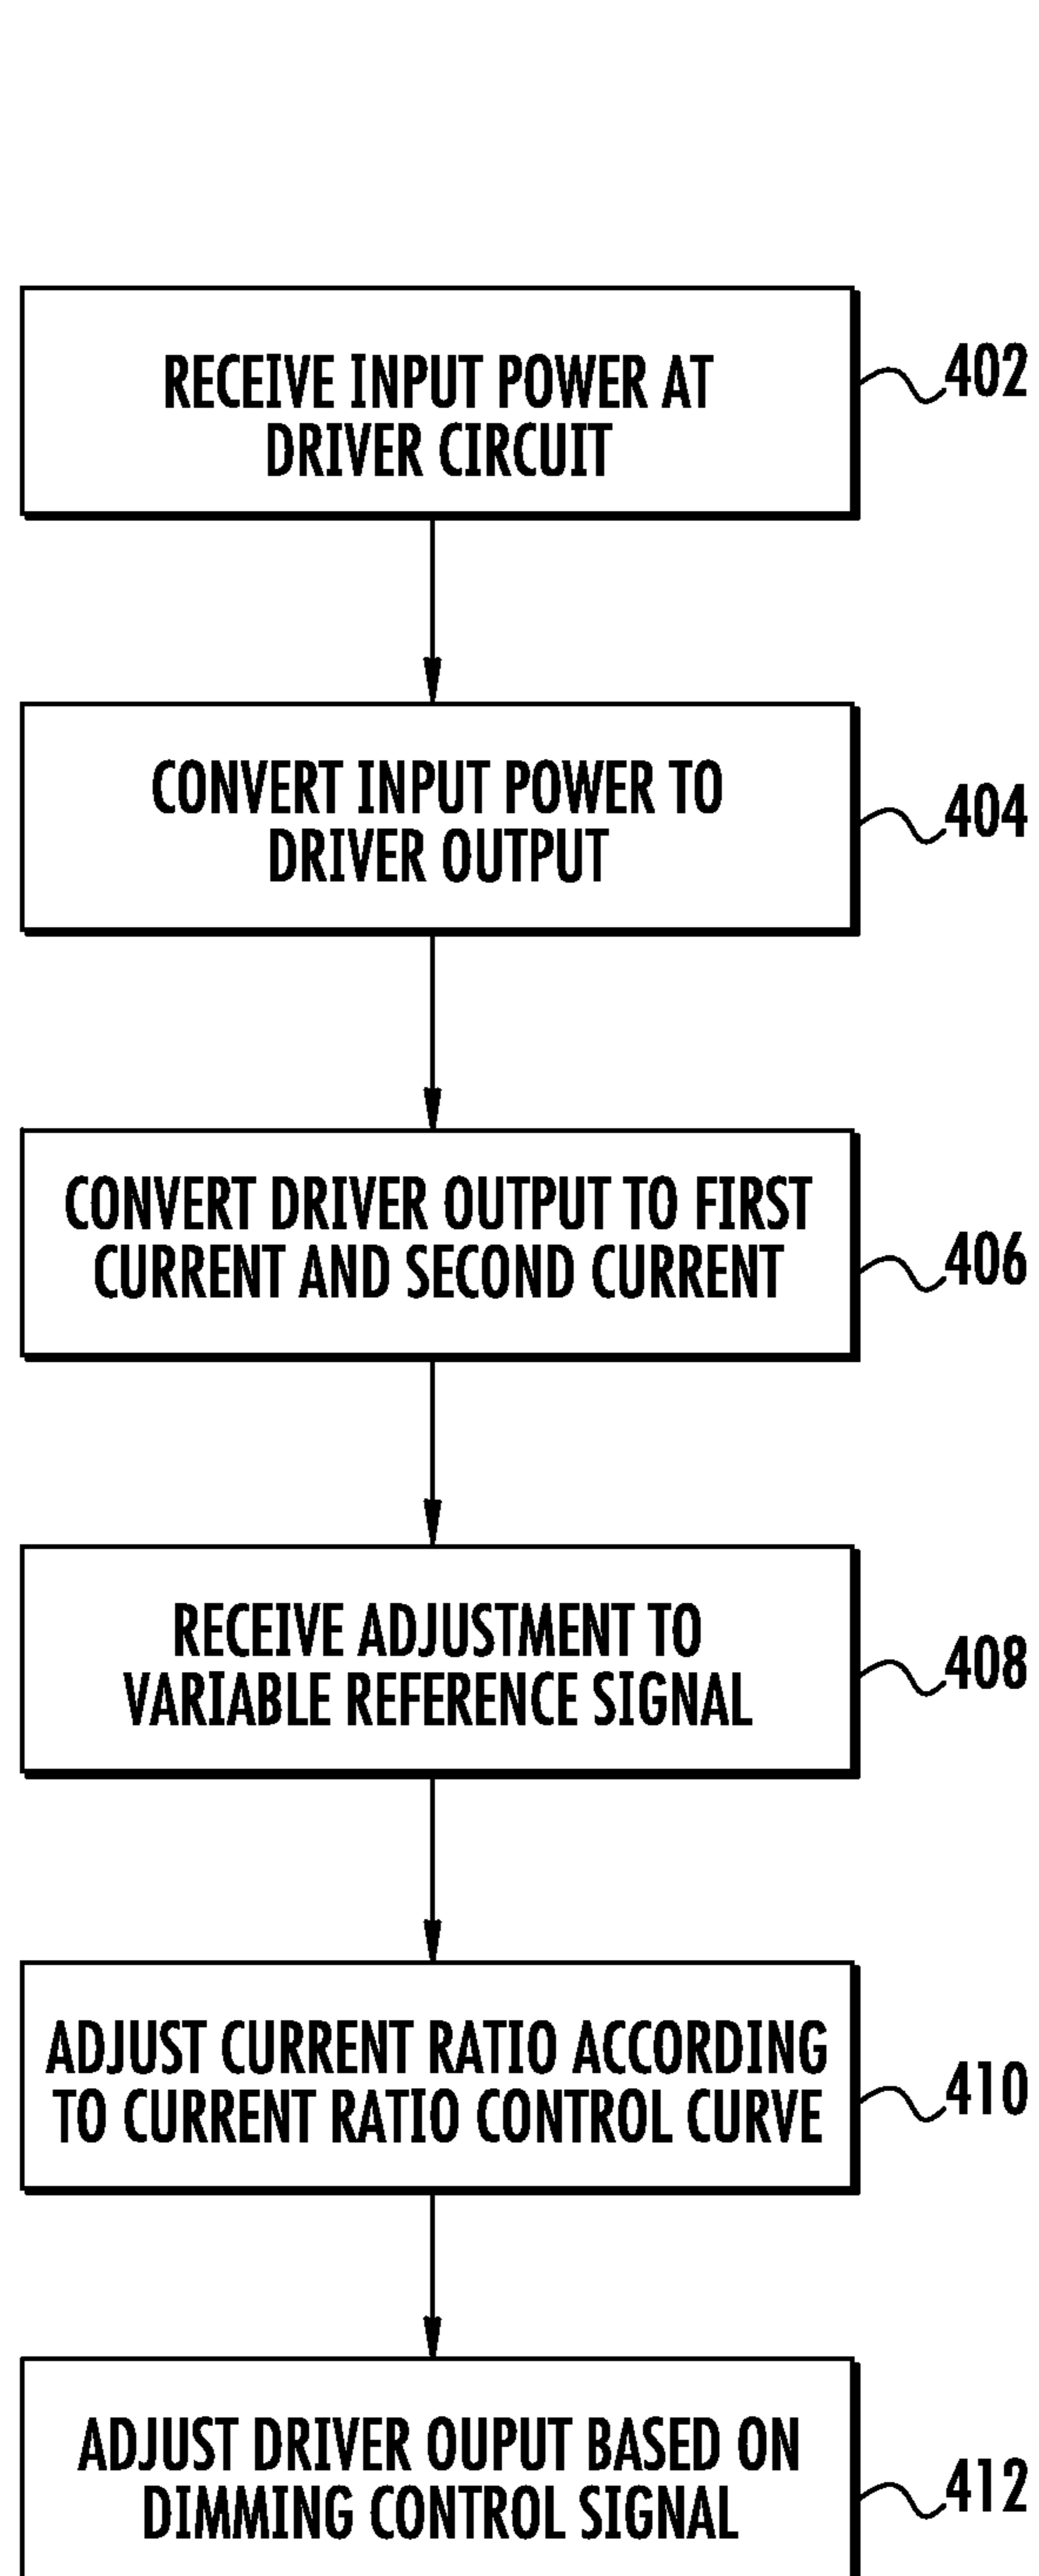 RECEIVE INPUT POWER AT
DRIVER CIRCUIT
402
CONVERT INPUT POWER TO
DRIVER OUTPUT
404
CONVERT DRIVER OUTPUT TO FIRST
CURRENT AND SECOND CURRENT
406
RECEIVE ADJUSTMENT TO
VARIABLE REFERENCE SIGNAL
408
ADJUST CURRENT RATIO ACCORDING
TO CURRENT RATIO CONTROL CURVE
410
ADJUST DRIVER OUPUT BASED ON
DIMMING CONTROL SIGNAL
412